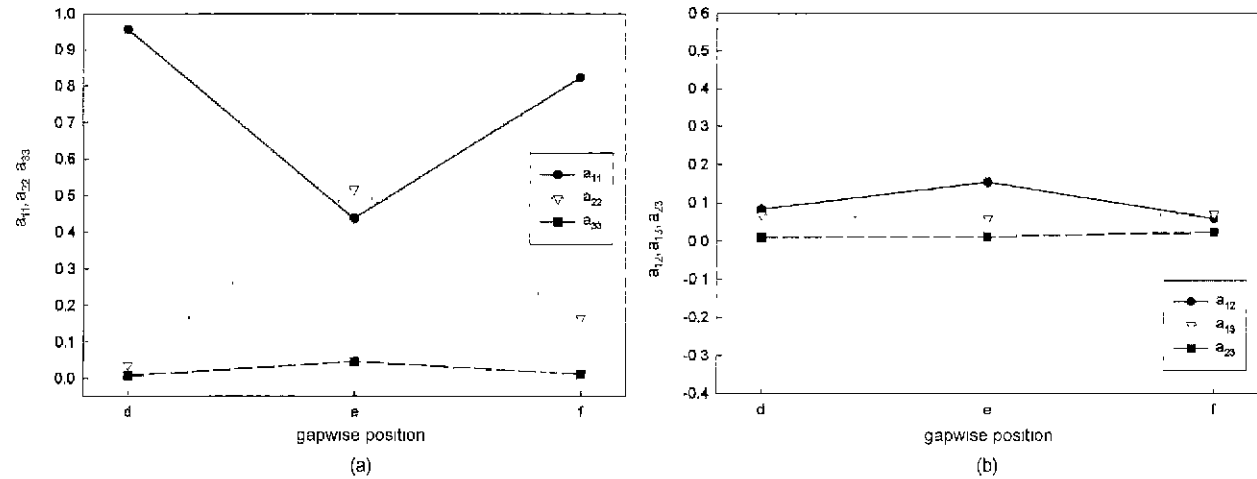 1.0
0.9
0.8
0.7
0.6
0.5
0.4
0.3
0.2
0.1
0.0
a11, a22, a33
a11
a22
a33
d
e
f
gapwise position
(a)
0.6
0.5
0.4
0.3
0.2
0.1
0.0
-0.1
-0.2
-0.3
-0.4
a12, a13, a23
a12
a13
a23
d
e
f
gapwise position
(b)